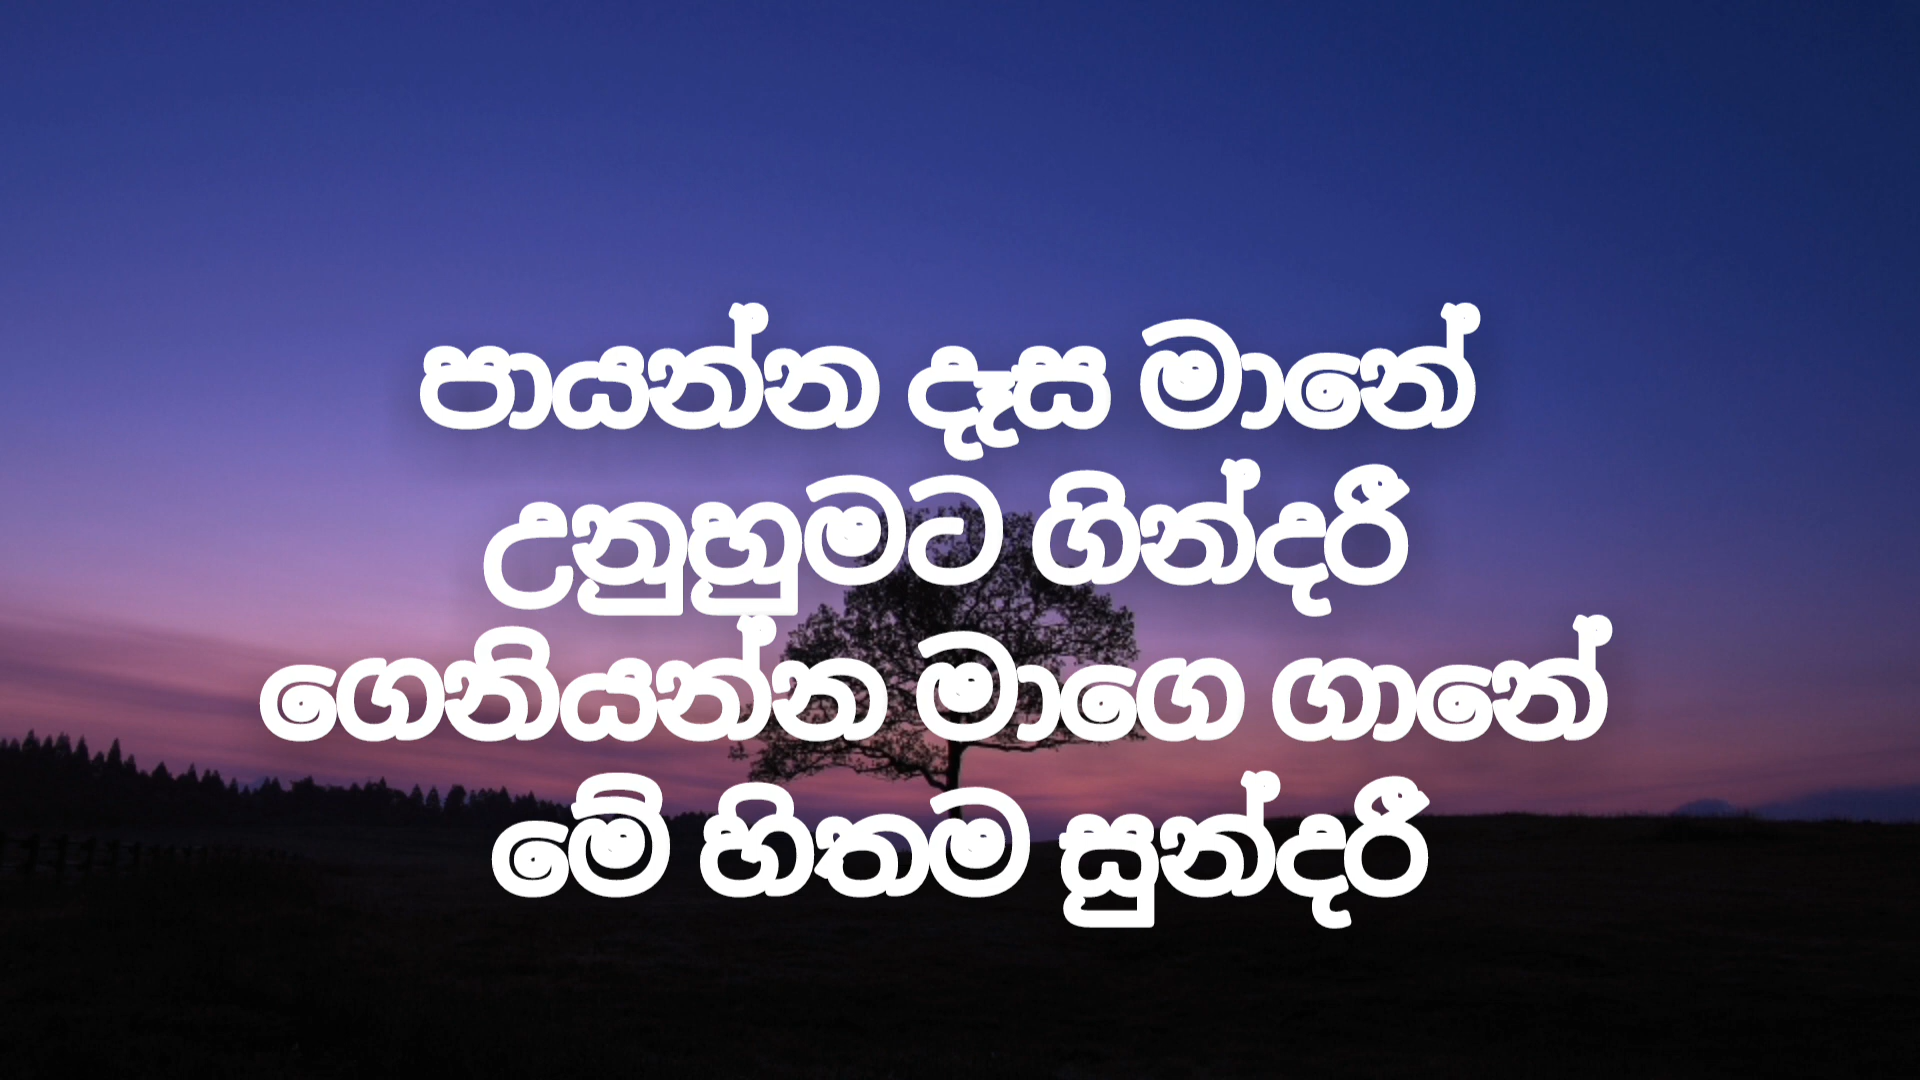 පායන්න දෑස මානේ
උනුහුමට ගින්දරී
ගෙනියන්න මාගෙ ගානේ
මේ හිතම සුන්දරී